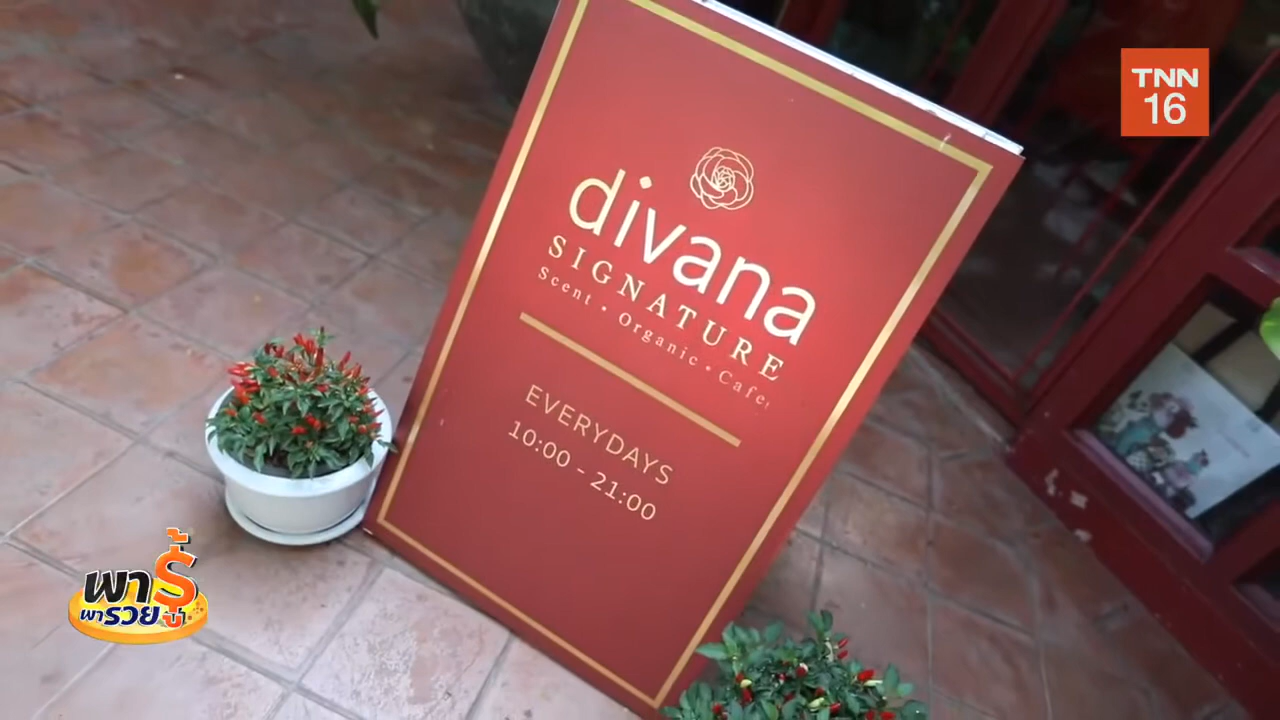 TNN
16
divana
SIGNATURE
Scent • Organic • Cafe
EVERYDAYS
10:00 - 21:00
พารู้
พารวย